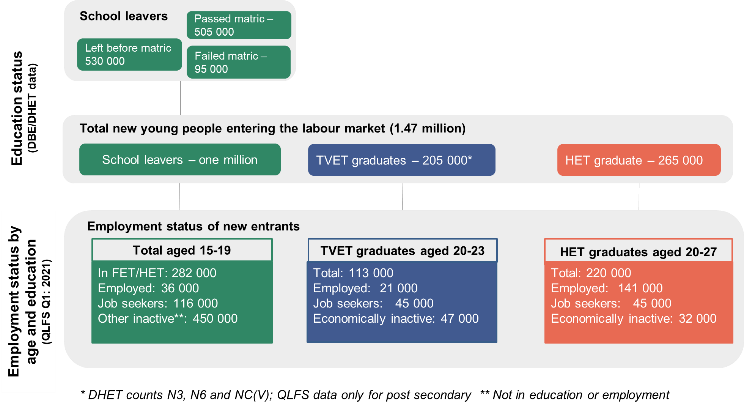 School leavers
Passed matric –
505 000
Left before matric
530 000
Failed matric –
95 000
Education status
(DBE/DHET data)
Total new young people entering the labour market (1.47 million)
School leavers – one million
TVET graduates – 205 000*
HET graduate – 265 000
Employment status by
age and education
(QLFS Q1: 2021)
Employment status of new entrants
Total aged 15-19
In FET/HET: 282 000
Employed: 36 000
Job seekers: 116 000
Other inactive**: 450 000
TVET graduates aged 20-23
Total: 113 000
Employed: 21 000
Job seekers: 45 000
Economically inactive: 47 000
HET graduates aged 20-27
Total: 220 000
Employed: 141 000
Job seekers: 45 000
Economically inactive: 32 000
* DHET counts N3, N6 and NC(V); QLFS data only for post secondary ** Not in education or employment